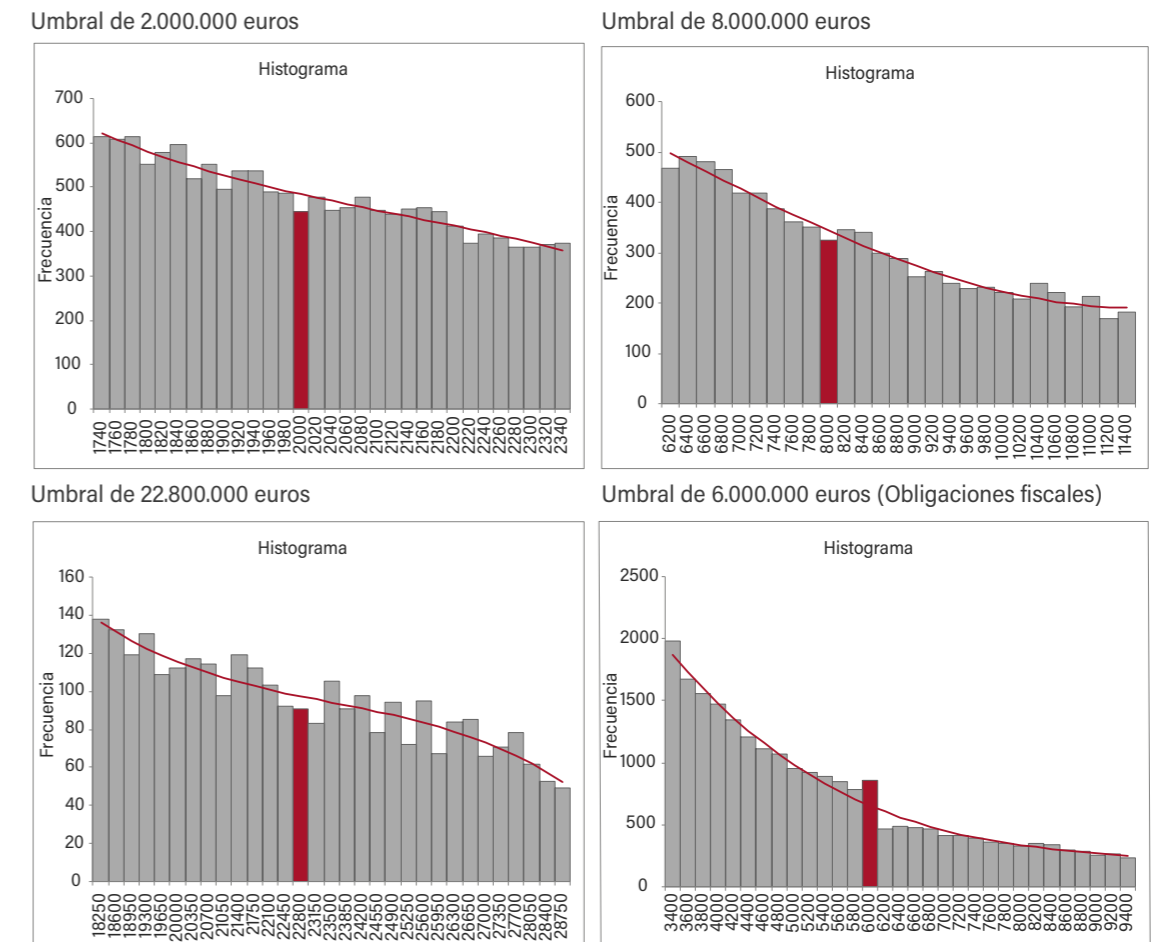 Umbral de 2.000.000 euros
Histograma
Frecuencia
700
600
500
400
300
200
100
0
1740 1760 1780 1800 1820 1840 1860 1880 1900 1920 1940 1960 1980 2000 2020 2040 2060 2080 2100 2120 2140 2160 2180 2200 2220 2240 2260 2280 2300 2320 2340
Umbral de 8.000.000 euros
Histograma
Frecuencia
600
500
400
300
200
100
0
6200 6400 6600 6800 7000 7200 7400 7600 7800 8000 8200 8400 8600 8800 9000 9200 9400 9600 9800 10000 10200 10400 10600 10800 11000 11200 11400
Umbral de 22.800.000 euros
Histograma
Frecuencia
160
140
120
100
80
60
40
20
0
18250 18600 18950 19300 19650 20000 20350 20700 21050 21400 21750 22100 22450 22800 23150 23500 23850 24200 24550 24900 25250 25600 25950 26300 26650 27000 27350 27700 28050 28400 28750
Umbral de 6.000.000 euros (Obligaciones fiscales)
Histograma
Frecuencia
2500
2000
1500
1000
500
0
3400 3600 3800 4000 4200 4400 4600 4800 5000 5200 5400 5600 5800 6000 6200 6400 6600 6800 7000 7200 7400 7600 7800 8000 8200 8400 8600 8800 9000 9200 9400